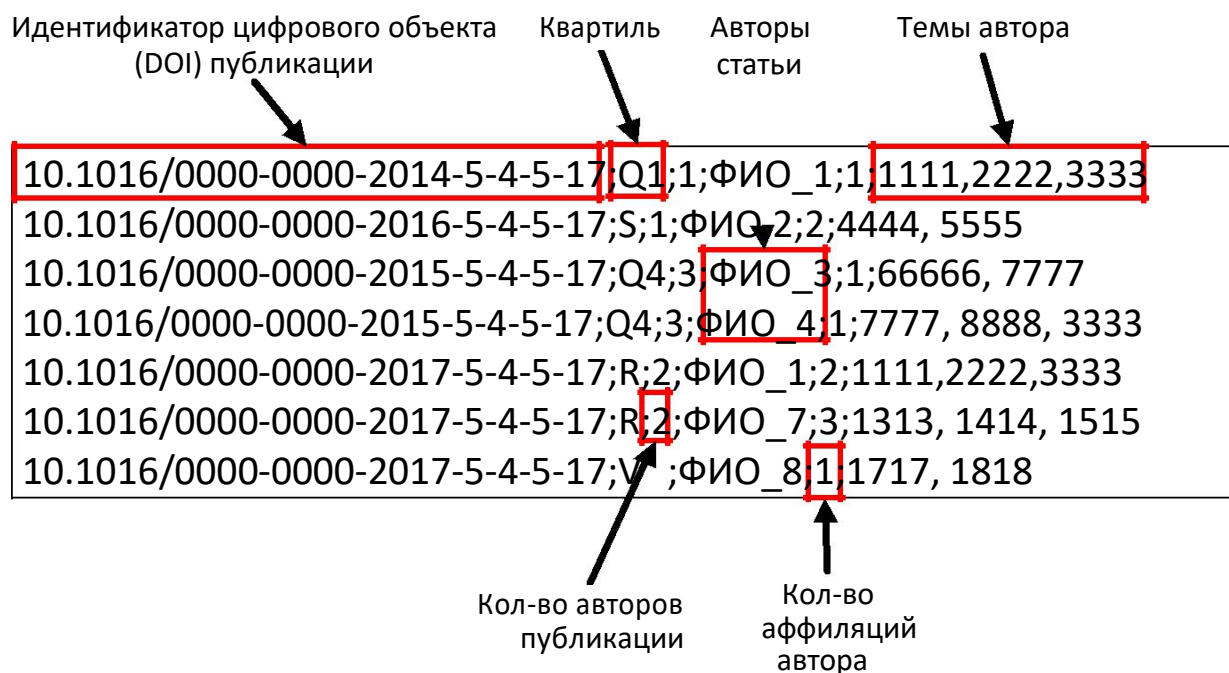 Идентификатор цифрового объекта
(DOI) публикации
Квартиль
Авторы
статьи
Темы автора
10.1016/0000-0000-2014-5-4-5-17;Q1;1;ФИО_1;1;1111,2222,3333
10.1016/0000-0000-2016-5-4-5-17;S;1;ФИО_2;2;4444, 5555
10.1016/0000-0000-2015-5-4-5-17;Q4;3;ФИО_3;1;66666, 7777
10.1016/0000-0000-2015-5-4-5-17;Q4;3;ФИО_4;1;7777, 8888, 3333
10.1016/0000-0000-2017-5-4-5-17;R;2;ФИО_1;2;1111,2222,3333
10.1016/0000-0000-2017-5-4-5-17;R;2;ФИО_7;3;1313, 1414, 1515
10.1016/0000-0000-2017-5-4-5-17;V ;ФИО_8;1;1717, 1818
Кол-во авторов
публикации
Кол-во
аффиляций
автора